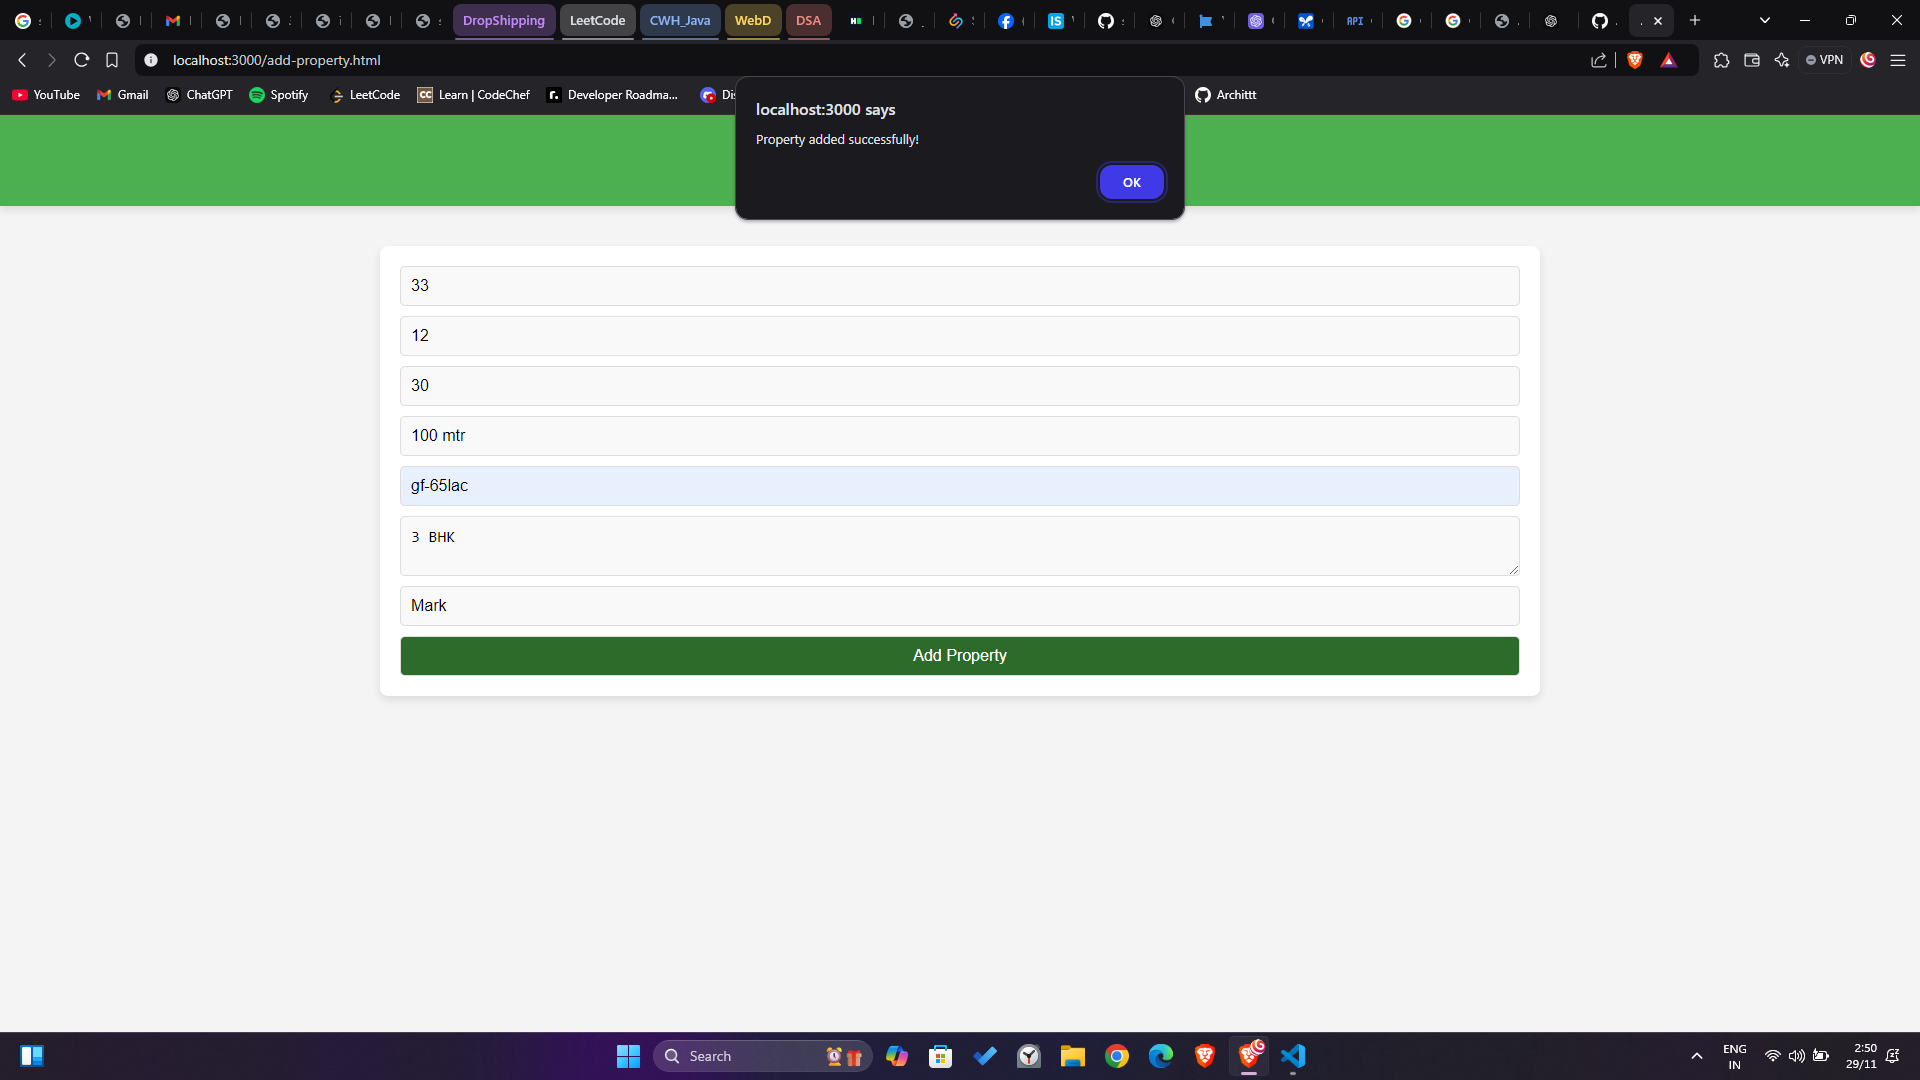 DropShipping
LeetCode
CWH_Java
WebD
DSA
localhost:3000/add-property.html
VPN
YouTube
Gmail
ChatGPT
Spotify
LeetCode
CC Learn | CodeChef
Developer Roadma...
Dis
Archittt
localhost:3000 says
Property added successfully!
OK
33
12
30
100 mtr
gf-65lac
3 BHK
Mark
Add Property
Search
ENG
IN
2:50
29/11